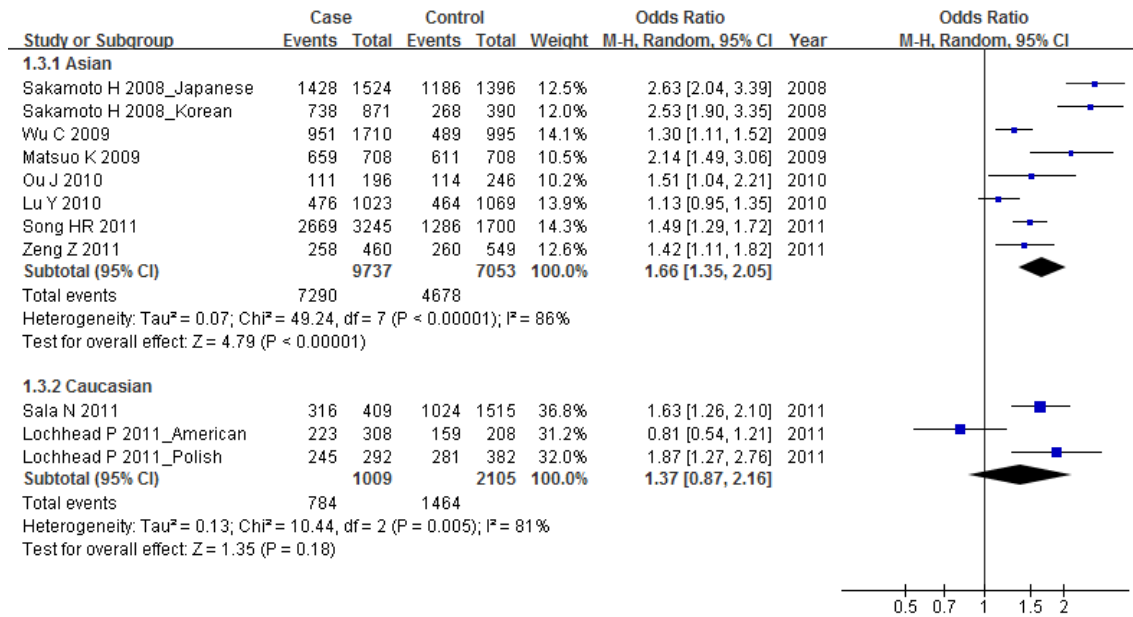 Case Control Odds Ratio Odds Ratio
Study or Subgroup Events Total Events Total Weight M-H, Random, 95% CI Year M-H, Random, 95% CI
1.3.1 Asian
Sakamoto H 2008_Japanese 1428 1524 1186 1396 12.5% 2.63 [2.04, 3.39] 2008
Sakamoto H 2008_Korean 738 871 268 390 12.0% 2.53 [1.90, 3.35] 2008
Wu C 2009 951 1710 489 995 14.1% 1.30 [1.11, 1.52] 2009
Matsuo K 2009 659 708 611 708 10.5% 2.14 [1.49, 3.06] 2009
Ou J 2010 111 196 114 246 10.2% 1.51 [1.04, 2.21] 2010
Lu Y 2010 476 1023 464 1069 13.9% 1.13 [0.95, 1.35] 2010
Song HR 2011 2669 3245 1286 1700 14.3% 1.49 [1.29, 1.72] 2011
Zeng Z 2011 258 460 260 549 12.6% 1.42 [1.11, 1.82] 2011
Subtotal (95% CI) 9737 7053 100.0% 1.66 [1.35, 2.05]
Total events 7290 4678
Heterogeneity: Tau² = 0.07; Chi² = 49.24, df = 7 (P < 0.00001); I² = 86%
Test for overall effect: Z = 4.79 (P < 0.00001)
1.3.2 Caucasian
Sala N 2011 316 409 1024 1515 36.8% 1.63 [1.26, 2.10] 2011
Lochhead P 2011_American 223 308 159 208 31.2% 0.81 [0.54, 1.21] 2011
Lochhead P 2011_Polish 245 292 281 382 32.0% 1.87 [1.27, 2.76] 2011
Subtotal (95% CI) 1009 2105 100.0% 1.37 [0.87, 2.16]
Total events 784 1464
Heterogeneity: Tau² = 0.13; Chi² = 10.44, df = 2 (P = 0.005); I² = 81%
Test for overall effect: Z = 1.35 (P = 0.18)
0.5 0.7 1 1.5 2